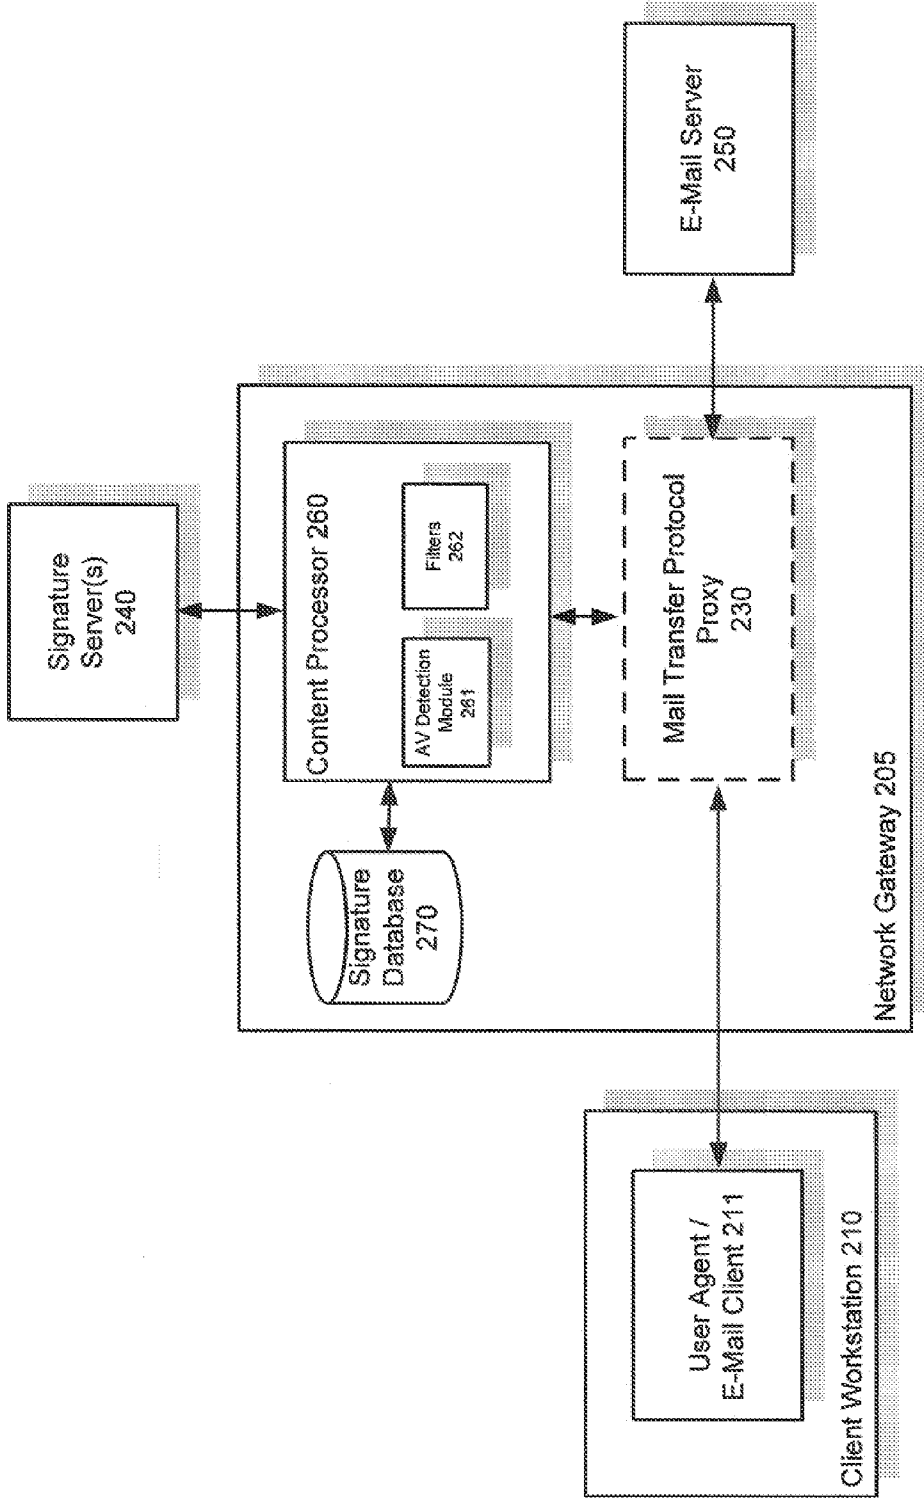 Signature
Server(s)
240
Content Processor 260
AV Detection
Module
261
Filters
262
Signature
Database
270
Mail Transfer Protocol
Proxy
230
Network Gateway 205
E-Mail Server
250
User Agent /
E-Mail Client 211
Client Workstation 210